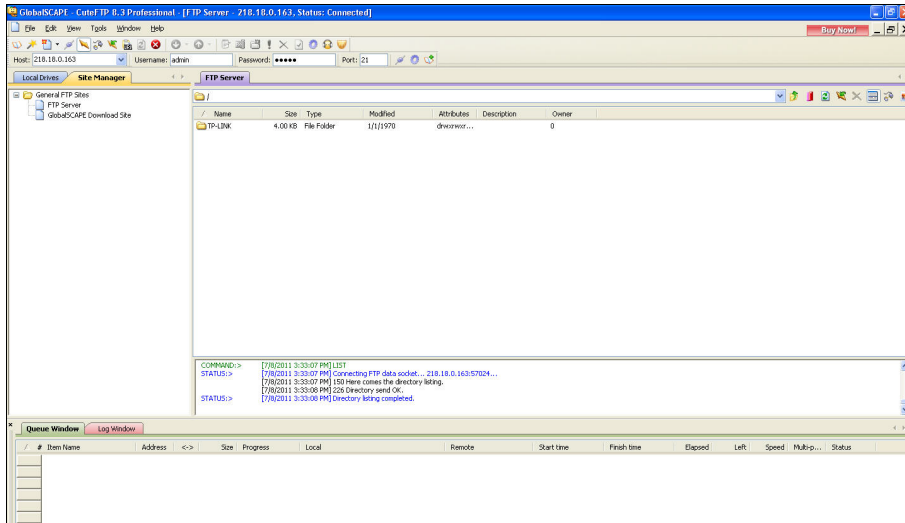 GlobalSCAPE - CuteFTP 8.3 Professional - [FTP Server - 218.18.0.163, Status: Connected]
File Edit View Tools Window Help
Buy Now!
Host: 218.18.0.163 Username: admin Password: ●●●●● Port: 21
Local Drives Site Manager FTP Server
General FTP Sites
FTP Server
GlobalSCAPE Download Site
/
/ Name Size Type Modified Attributes Description Owner
TP-LINK 4.00 KB File Folder 1/1/1970 drwxrwxr... 0
COMMAND:> [7/8/2011 3:33:07 PM] LIST
STATUS:> [7/8/2011 3:33:07 PM] Connecting FTP data socket... 218.18.0.163:57024...
[7/8/2011 3:33:07 PM] 150 Here comes the directory listing.
[7/8/2011 3:33:08 PM] 226 Directory send OK.
STATUS:> [7/8/2011 3:33:08 PM] Directory listing completed.
Queue Window Log Window
/ # Item Name Address <-> Size Progress Local Remote Start time Finish time Elapsed Left Speed Multi-p... Status